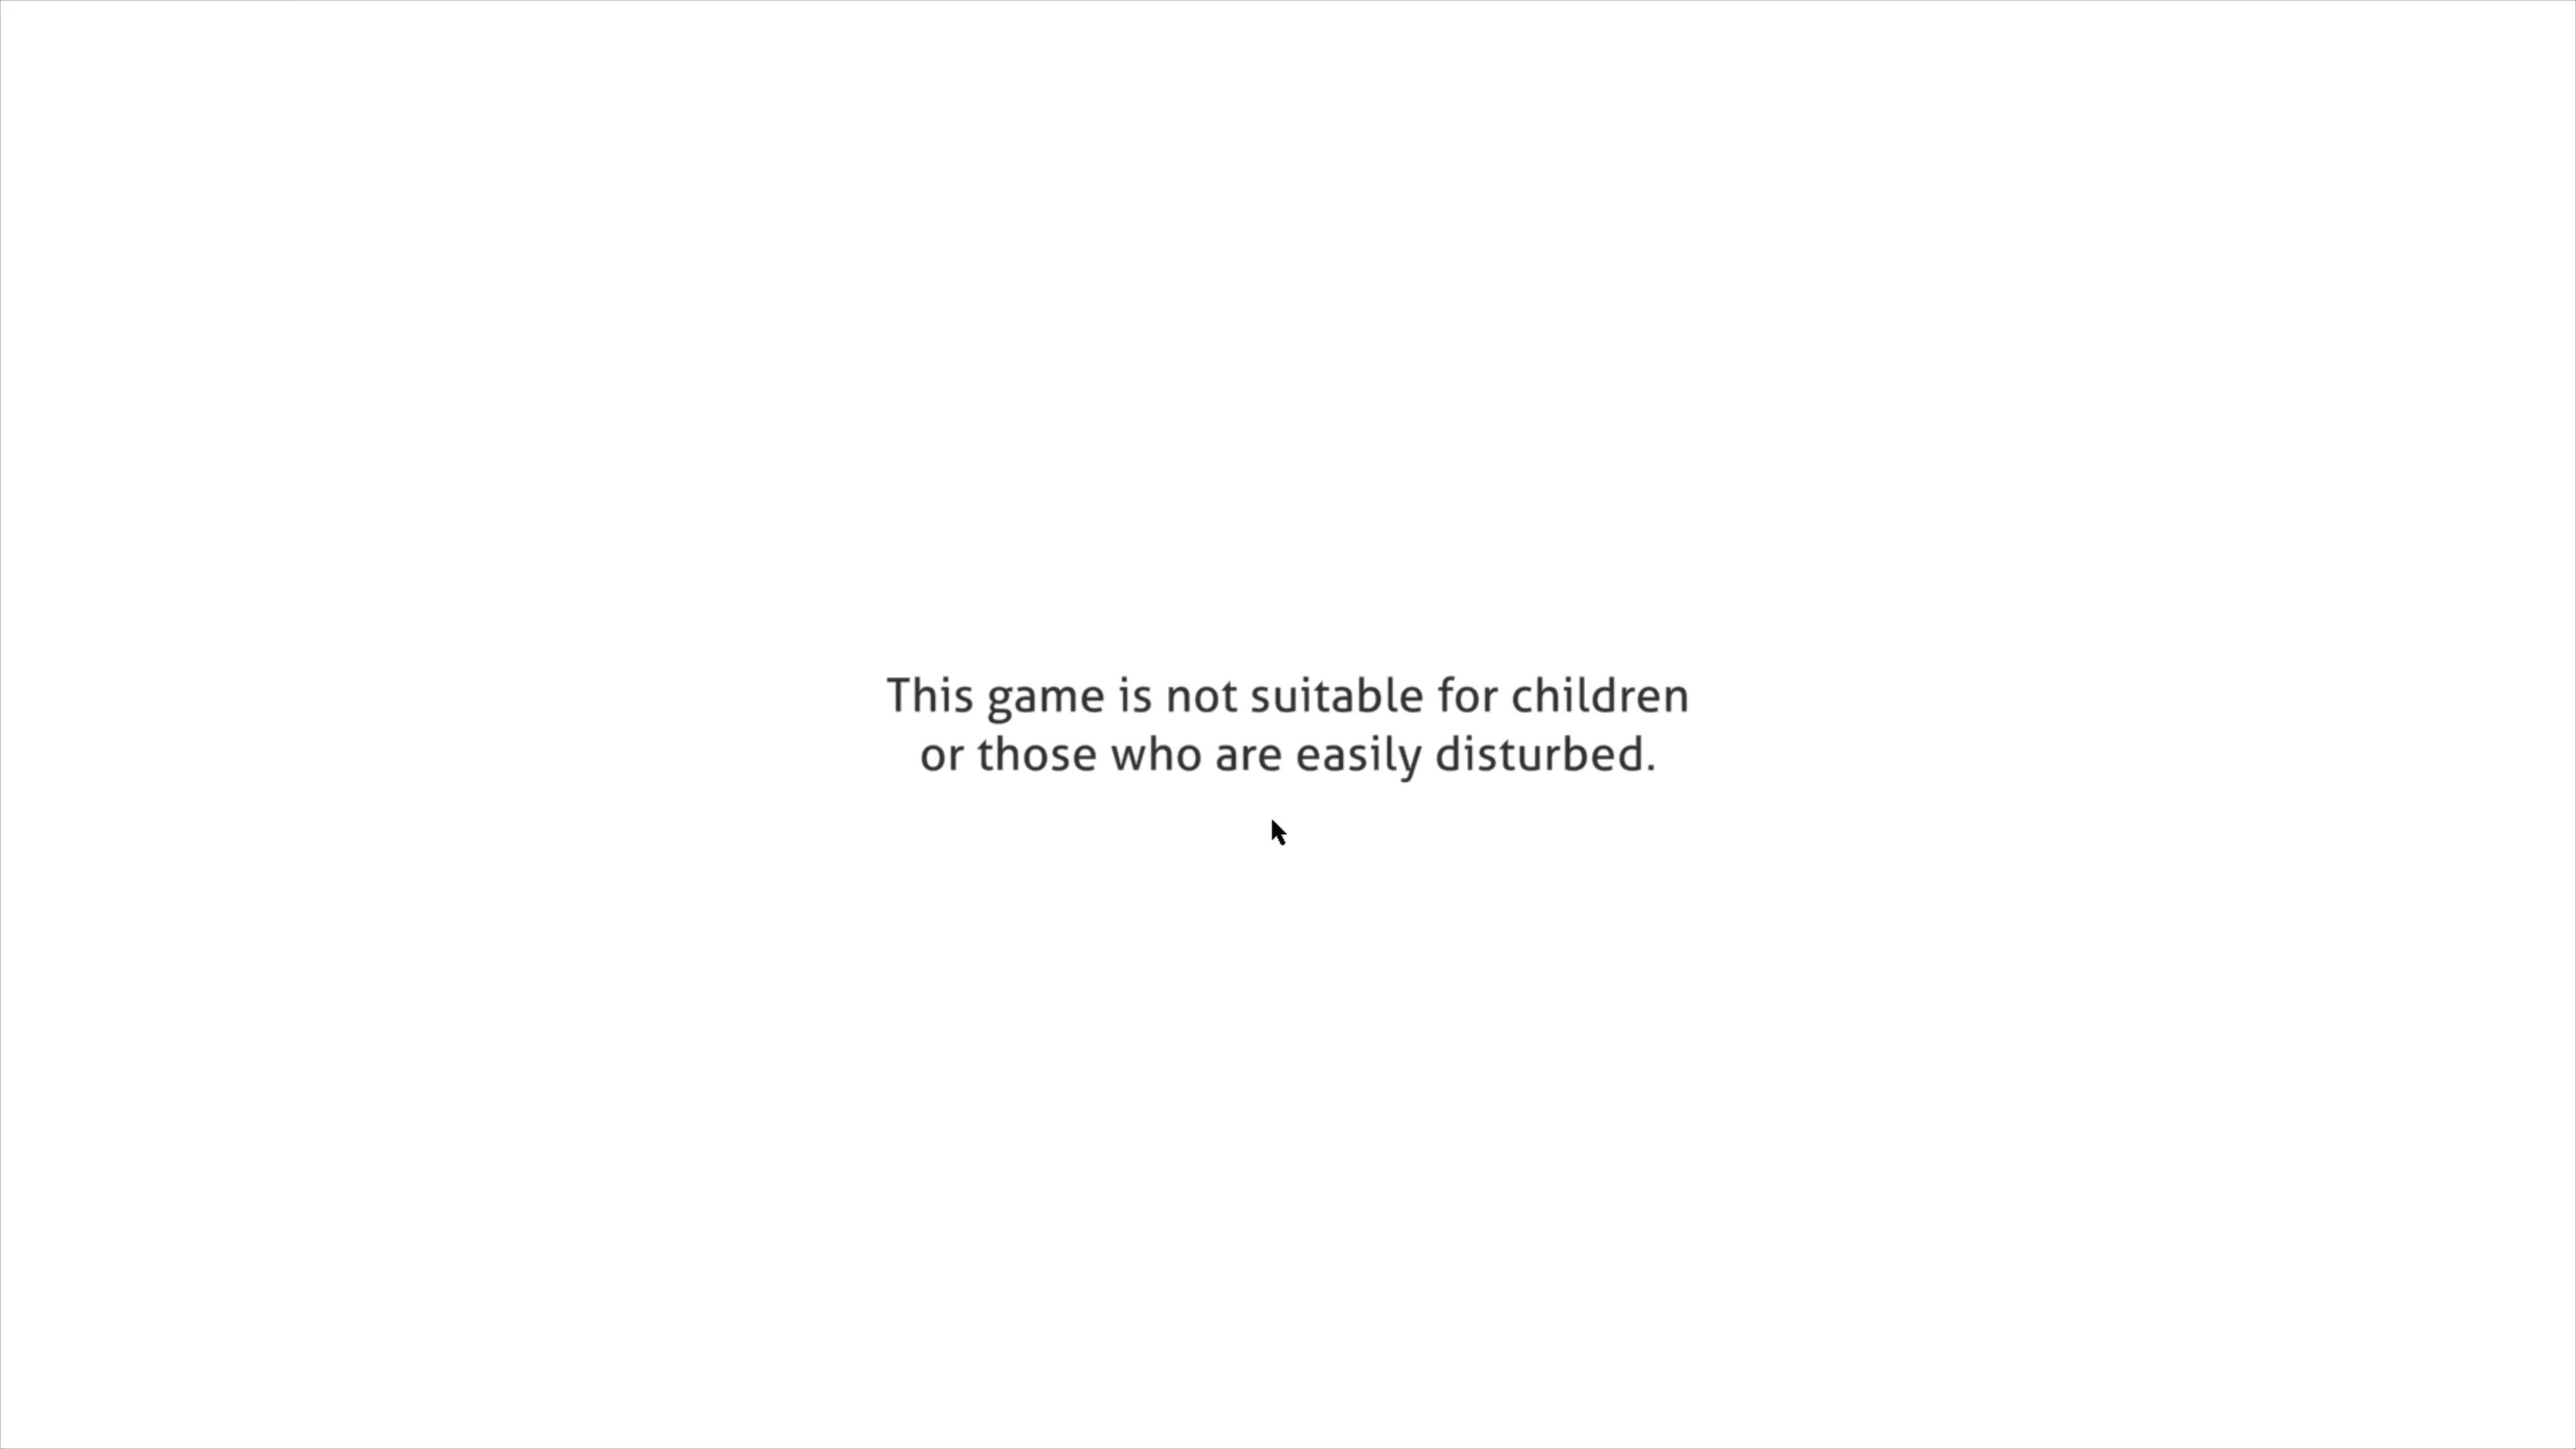 This game is not suitable for children
or those who are easily disturbed.